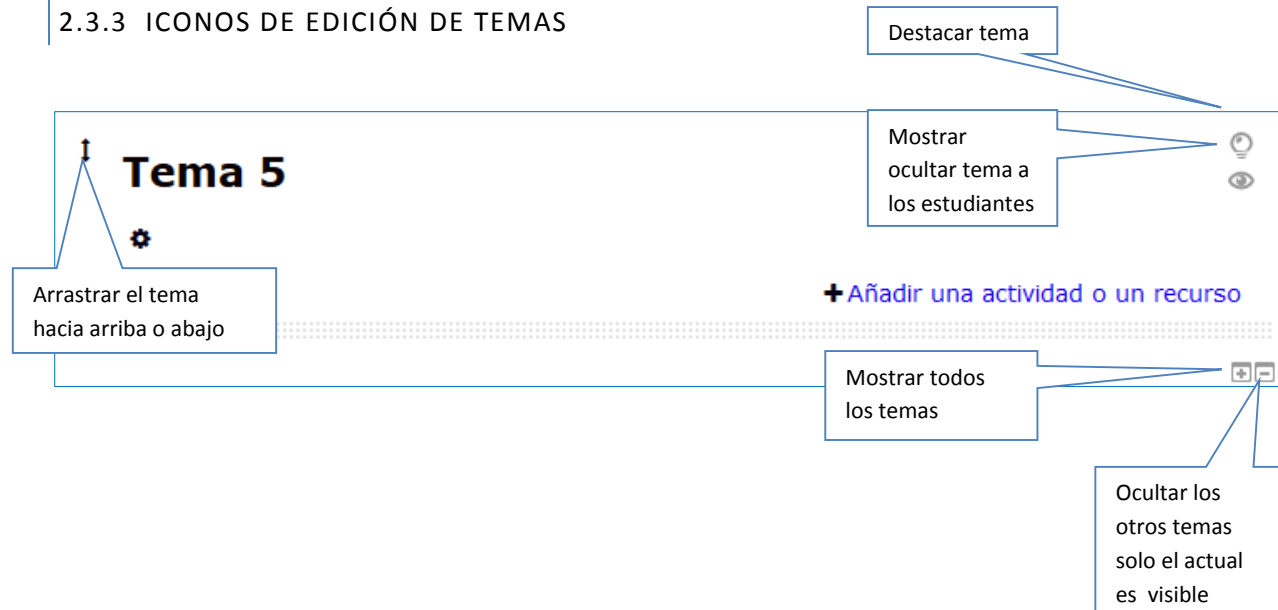 2.3.3 ICONOS DE EDICIÓN DE TEMAS
Destacar tema
Mostrar
ocultar tema a
los estudiantes
Tema 5
Arrastrar el tema
hacia arriba o abajo
+Añadir una actividad o un recurso
Mostrar todos
los temas
Ocultar los
otros temas
solo el actual
es visible